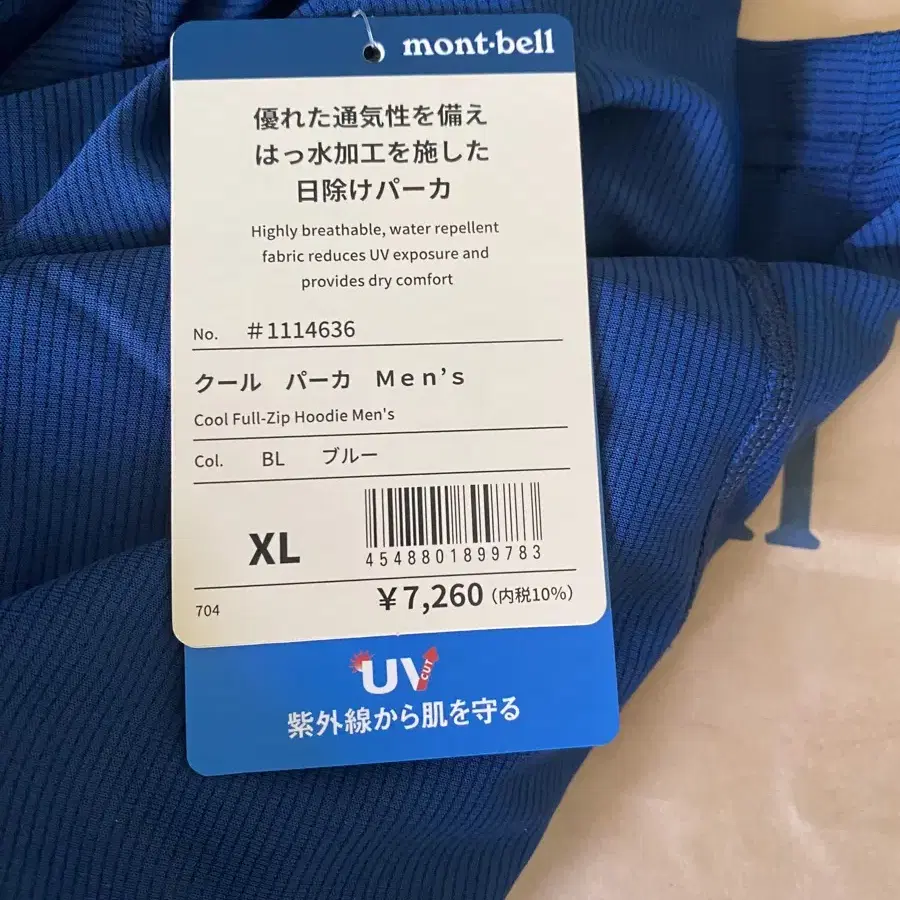 mont·bell
優れた通気性を備え
はっ水加工を施した
日除けパーカ
Highly breathable, water repellent
fabric reduces UV exposure and
provides dry comfort
No. #1114636
クール パーカ Men's
Cool Full-Zip Hoodie Men's
Col. BL ブルー
XL
4548801899783
704
¥7,260(内税10%)
UV CUT
紫外線から肌を守る